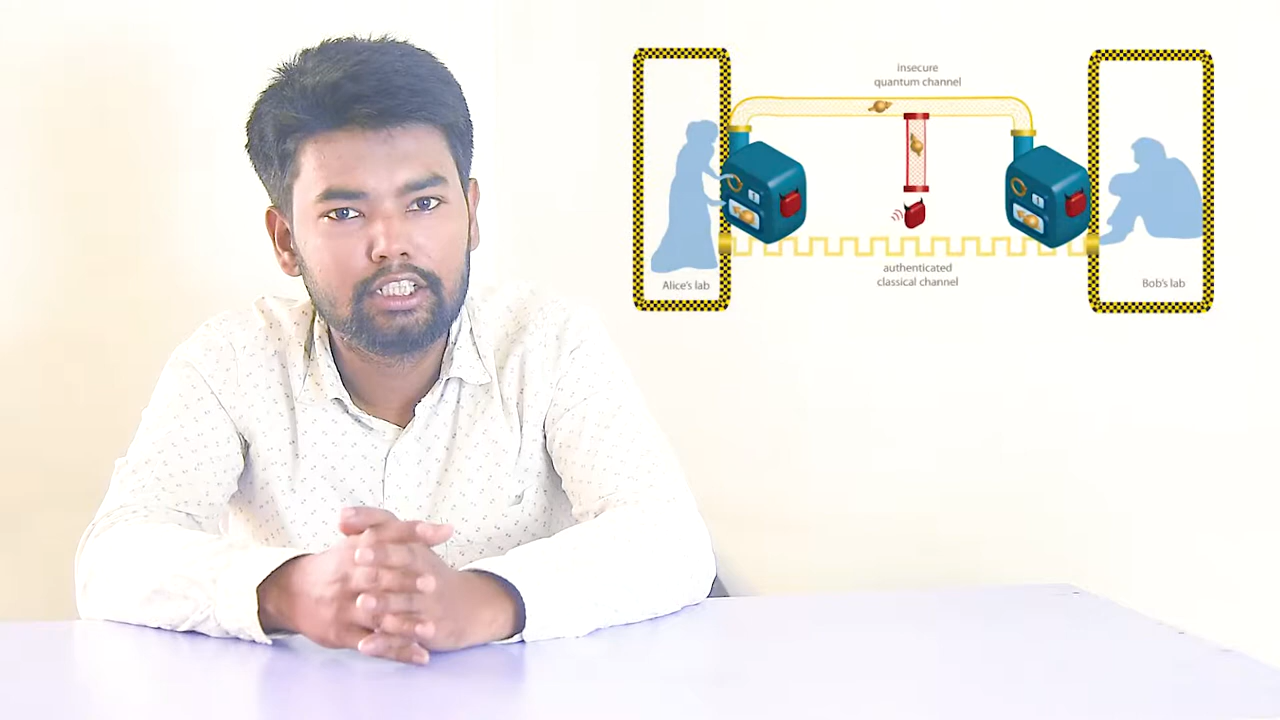 insecure
quantum channel
authenticated
classical channel
Alice's lab
Bob's lab